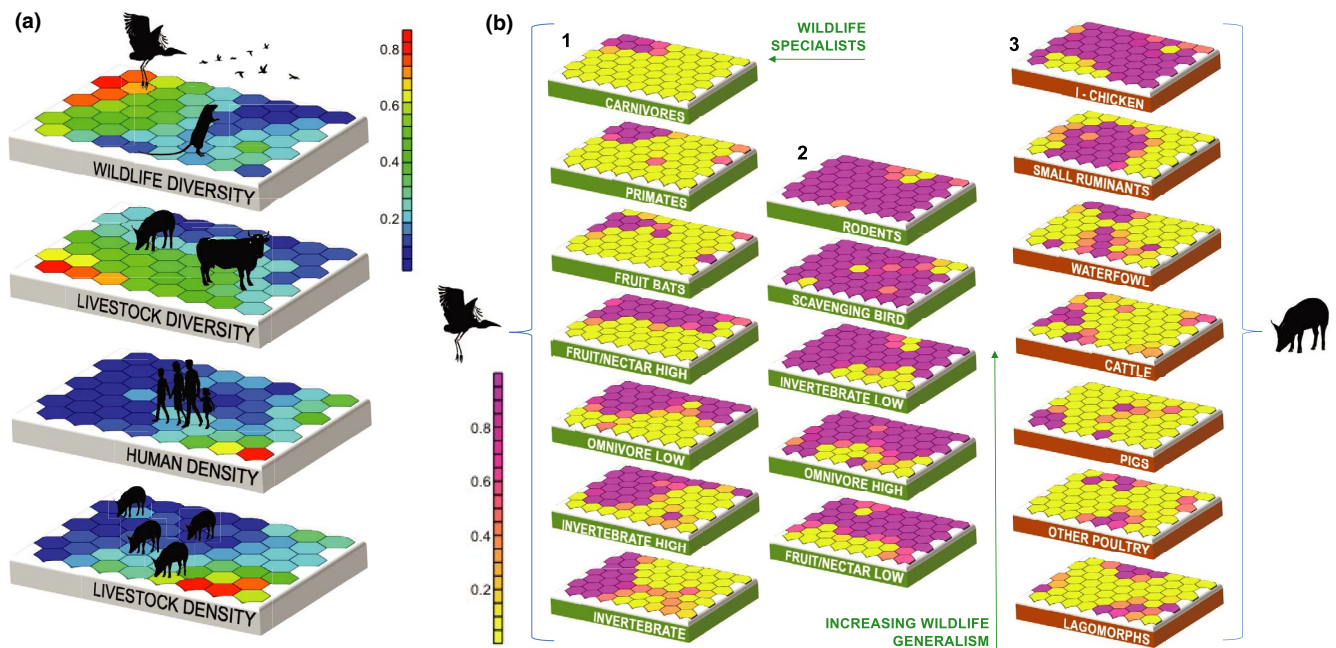 (a)
0.8
0.6
0.4
0.2
WILDLIFE DIVERSITY
LIVESTOCK DIVERSITY
HUMAN DENSITY
LIVESTOCK DENSITY
(b)
0.8
0.6
0.4
0.2
1
WILDLIFE
SPECIALISTS
CARNIVORES
PRIMATES
FRUIT BATS
FRUIT/NECTAR HIGH
OMNIVORE LOW
INVERTEBRATE HIGH
INVERTEBRATE
2
RODENTS
SCAVENGING BIRD
INVERTEBRATE LOW
OMNIVORE HIGH
FRUIT/NECTAR LOW
INCREASING WILDLIFE
GENERALISM
3
I - CHICKEN
SMALL RUMINANTS
WATERFOWL
CATTLE
PIGS
OTHER POULTRY
LAGOMORPHS